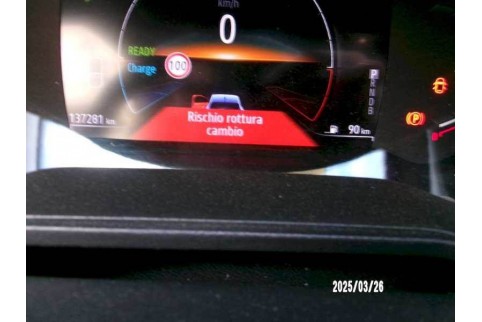 km/h
0
READY
Charge
100
P
R
N
D
B
Rischio rottura
cambio
137281 km
90 km
P
2025/03/26